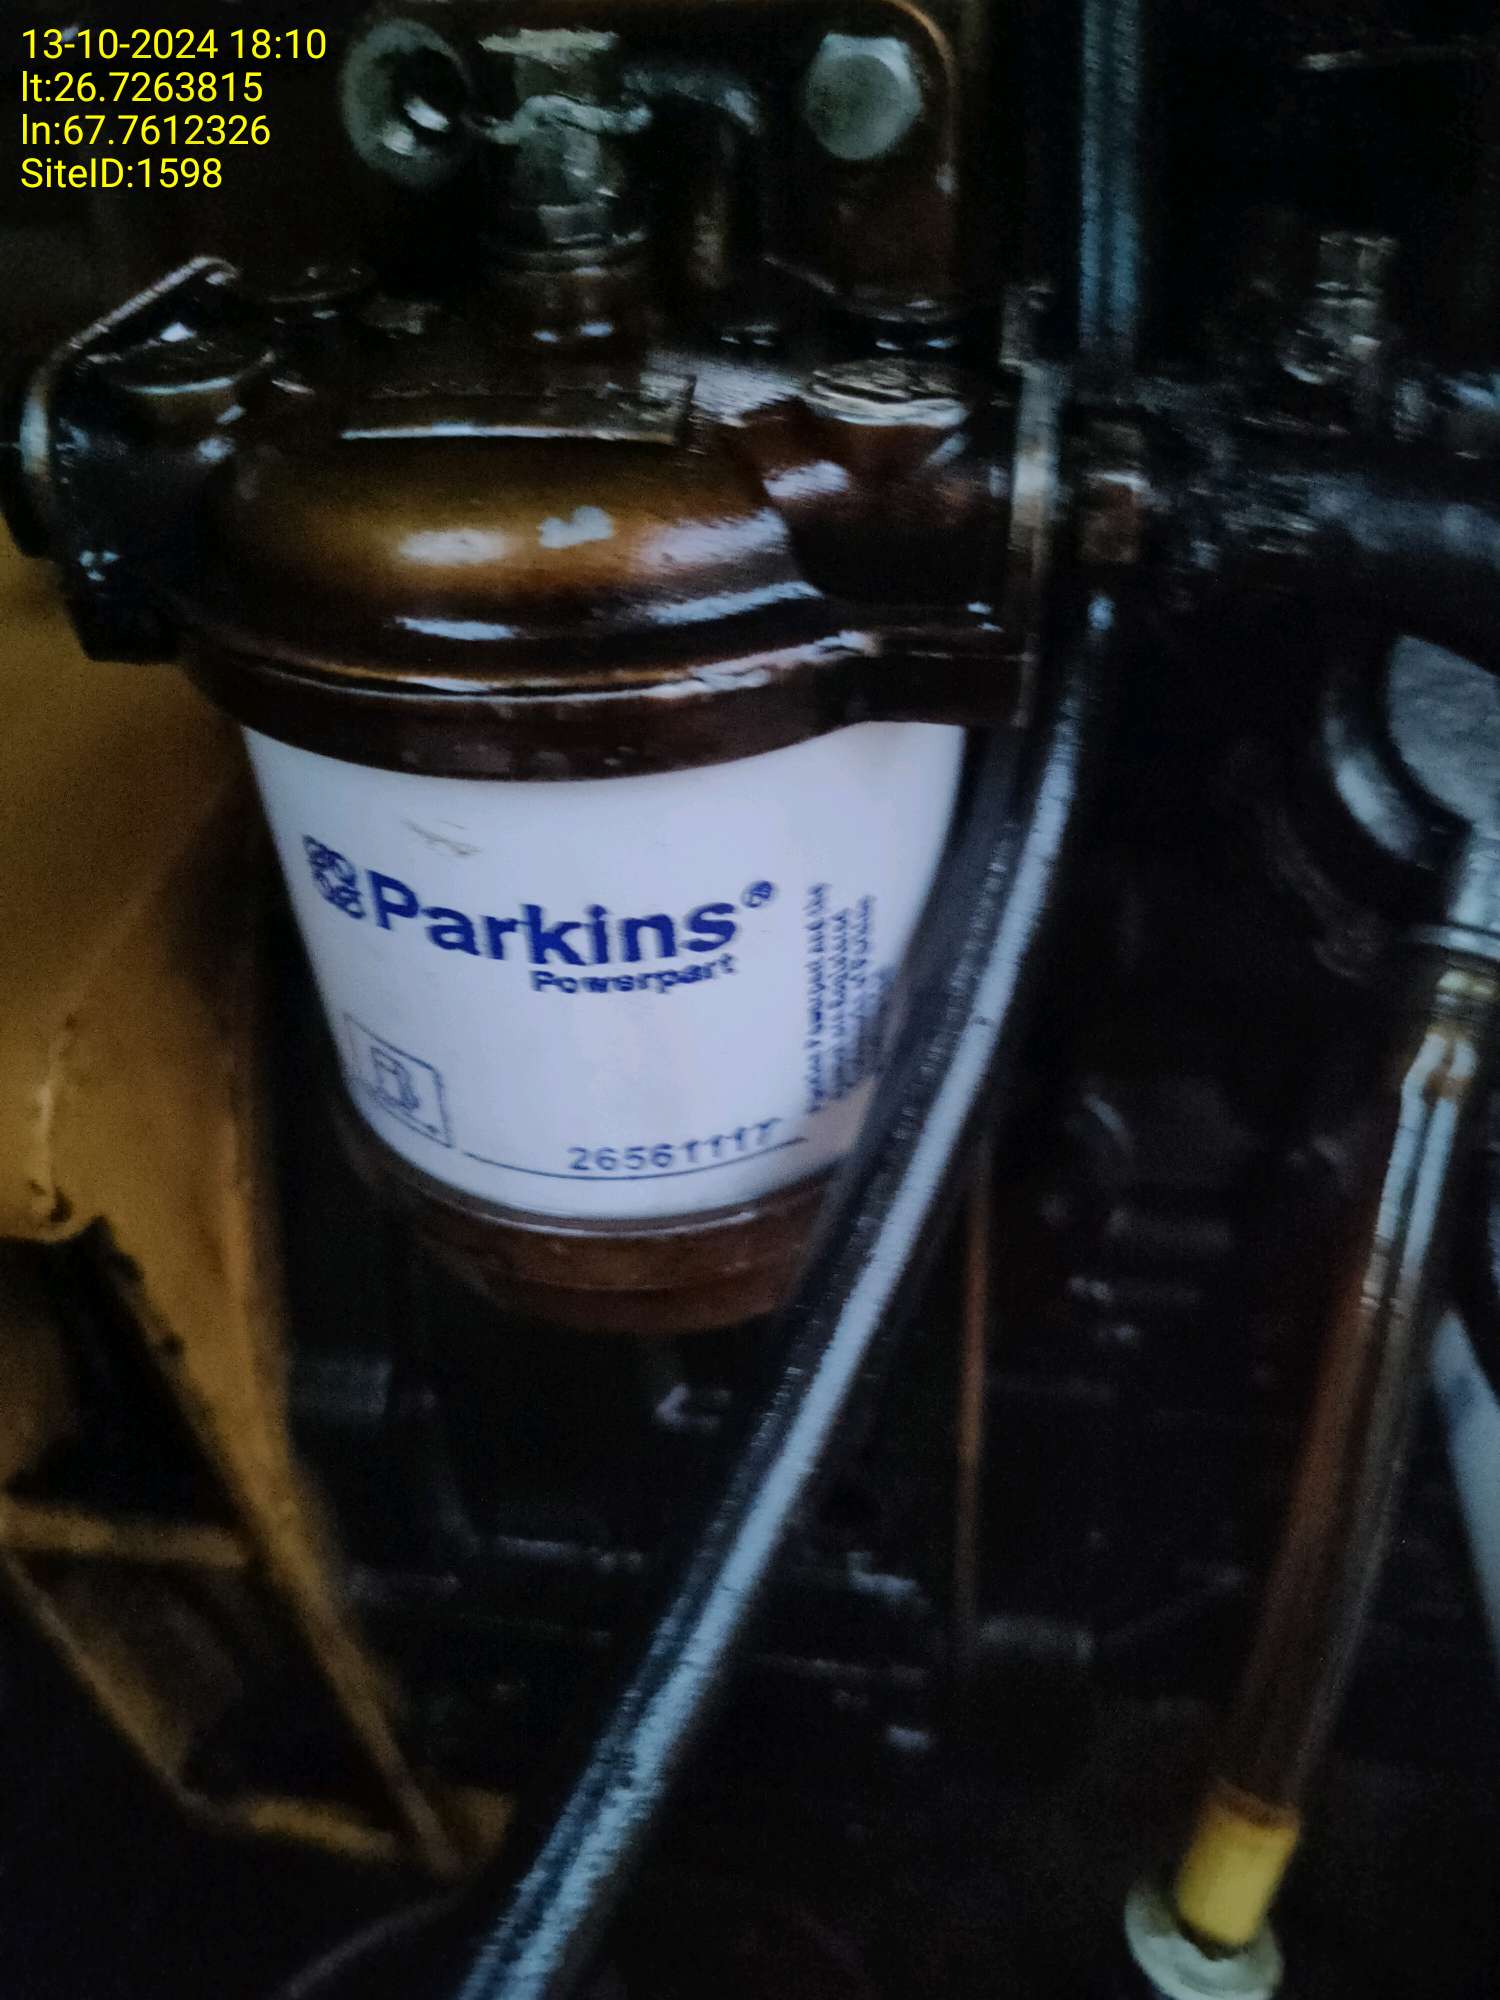 13-10-2024 18:10
lt:26.7263815
ln:67.7612326
SiteID:1598
Parkins®
Powerpart
26561117